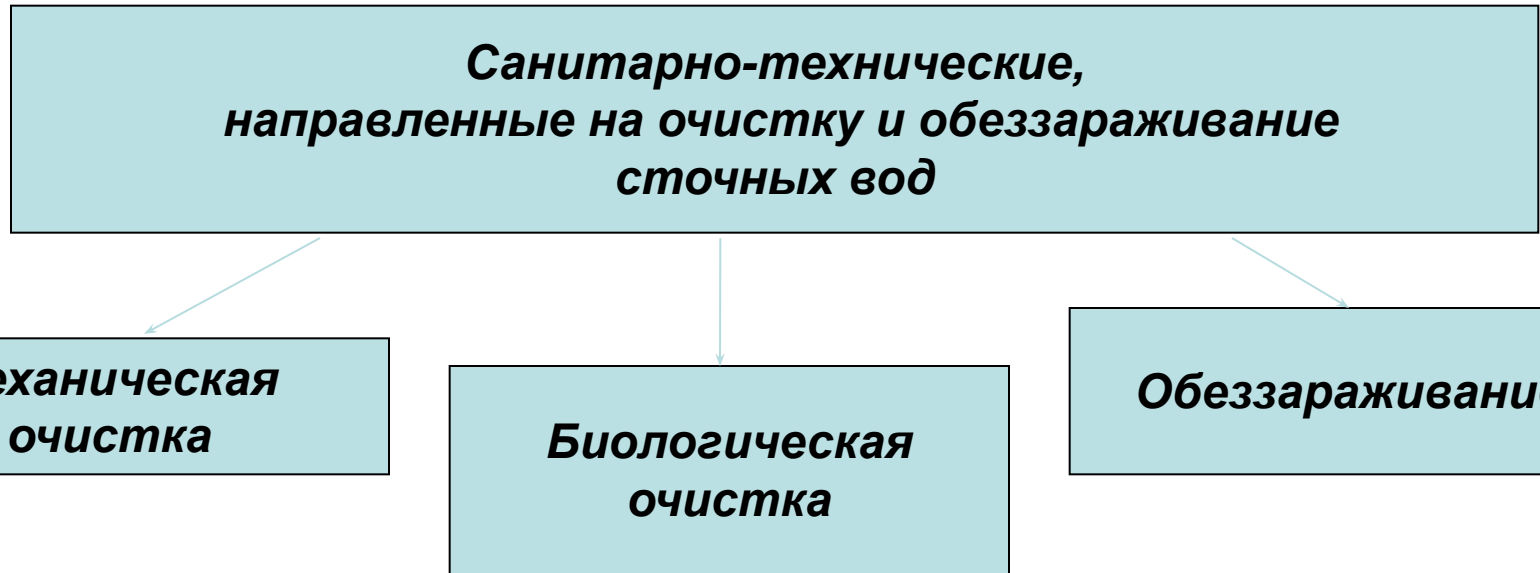 Санитарно-технические,
направленные на очистку и обеззараживание
сточных вод
еханическая
очистка
Биологическая
очистка
Обеззараживани